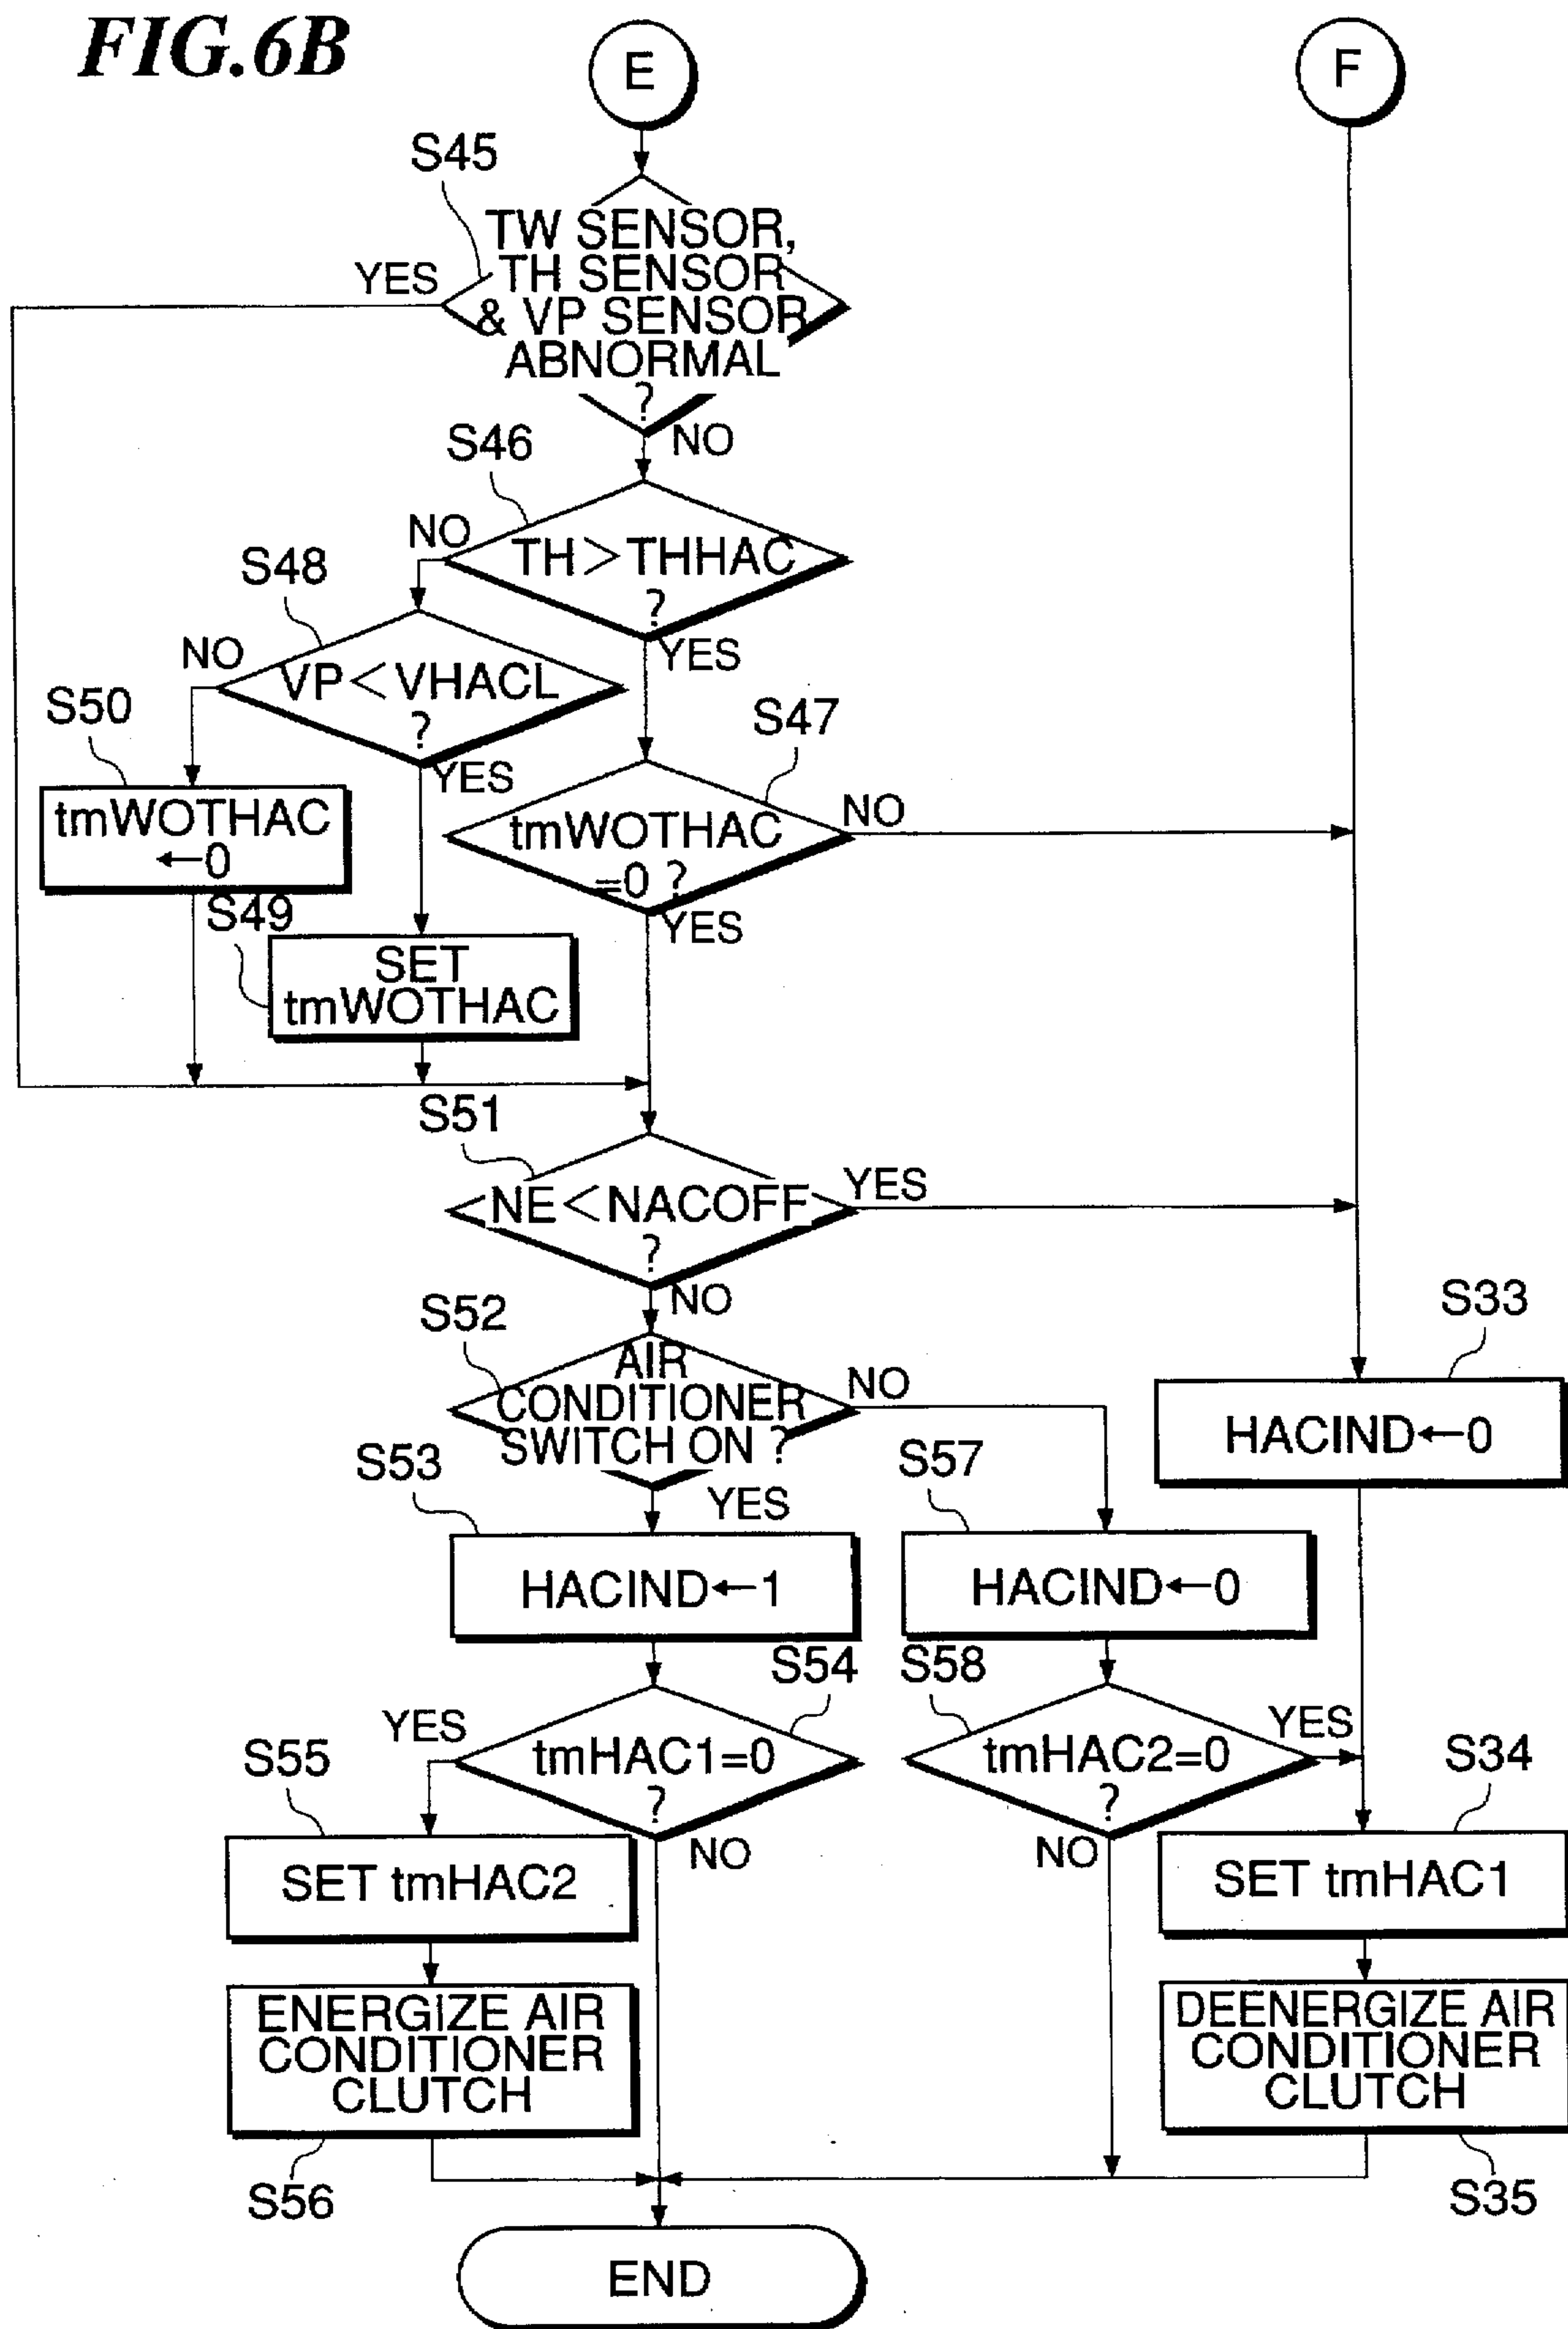 FIG.6B
E
F
S45
TW SENSOR,
TH SENSOR
& VP SENSOR
ABNORMAL
?
YES
NO
S46
TH>THHAC
?
NO
YES
S48
VP<VHACL
?
NO
YES
S47
tmWOTHAC
=0 ?
NO
YES
S50
tmWOTHAC
←0
S49
SET
tmWOTHAC
S51
NE<NACOFF
?
YES
NO
S52
AIR
CONDITIONER
SWITCH ON ?
NO
YES
S33
HACIND←0
S53
HACIND←1
S57
HACIND←0
S54
tmHAC1=0
?
YES
NO
S58
tmHAC2=0
?
YES
NO
S55
SET tmHAC2
S34
SET tmHAC1
ENERGIZE AIR
CONDITIONER
CLUTCH
S56
DEENERGIZE AIR
CONDITIONER
CLUTCH
S35
END